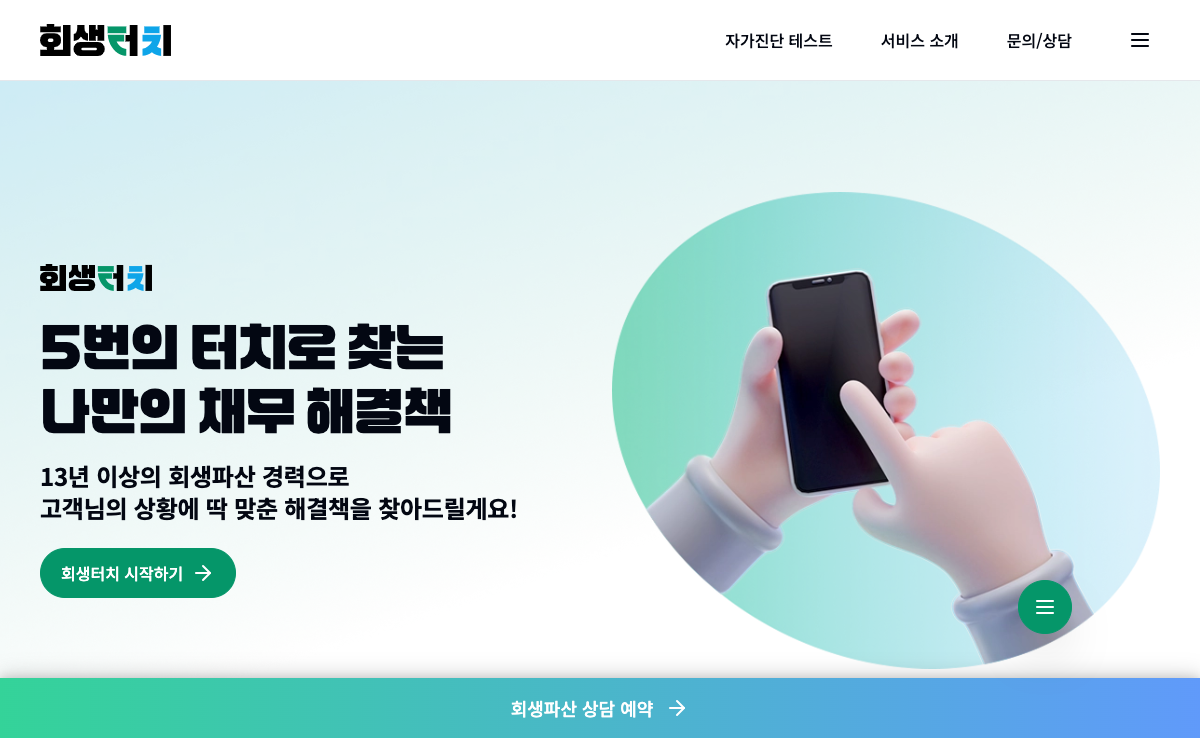 회생터치
자가진단 테스트
서비스 소개
문의/상담
회생터치
5번의 터치로 찾는
나만의 채무 해결책
13년 이상의 회생파산 경력으로
고객님의 상황에 딱 맞춘 해결책을 찾아드릴게요!
회생터치 시작하기
회생파산 상담 예약